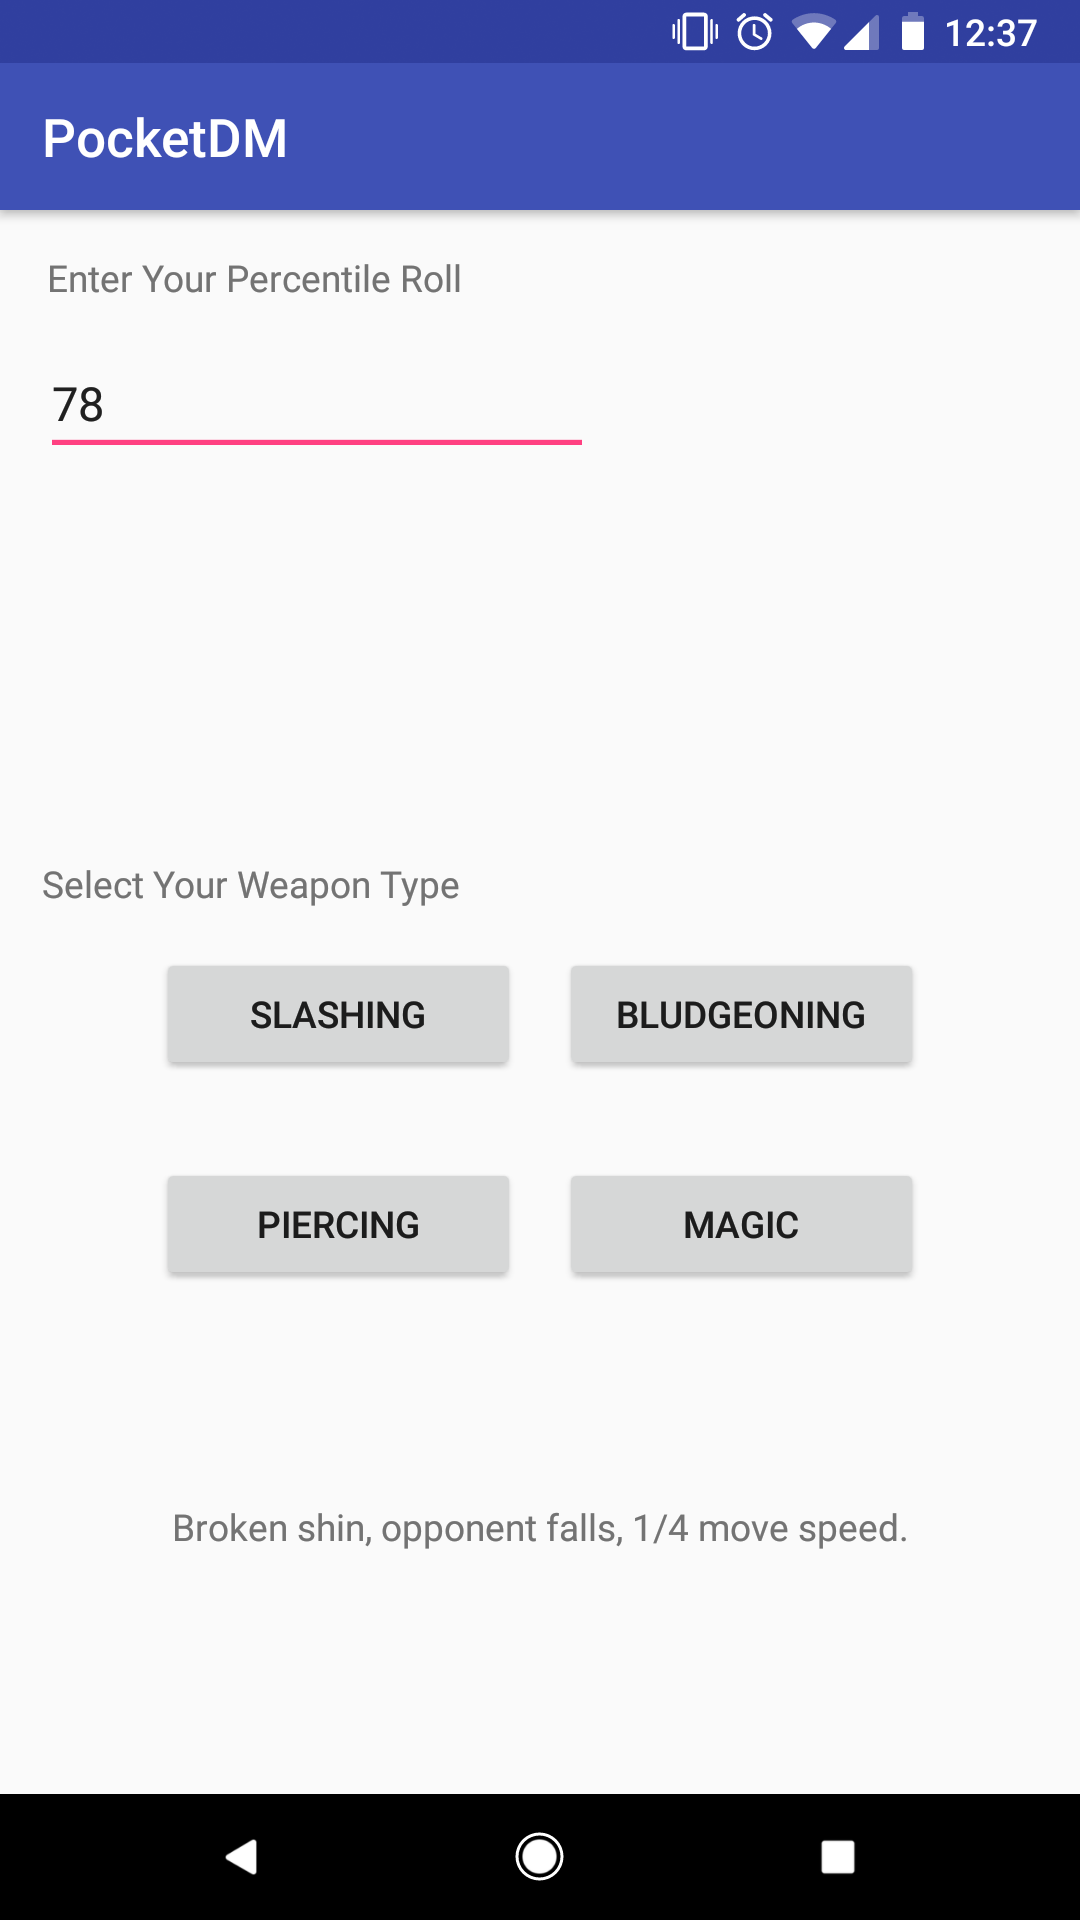 12:37
PocketDM
Enter Your Percentile Roll
78
Select Your Weapon Type
SLASHING
BLUDGEONING
PIERCING
MAGIC
Broken shin, opponent falls, 1/4 move speed.